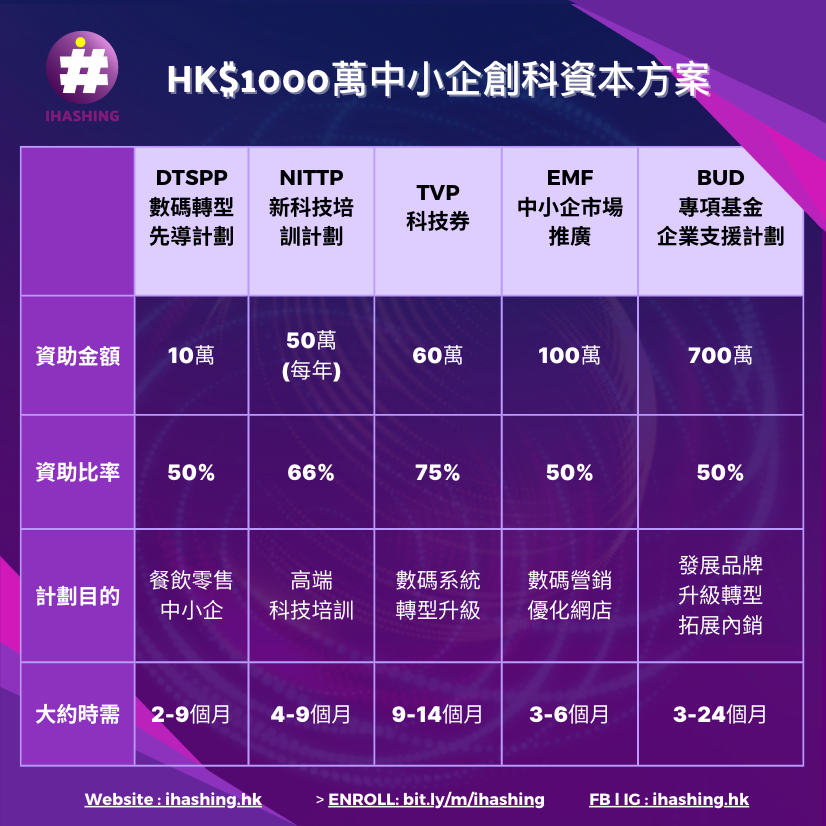 IHASHING
HK$1000萬中小企創科資本方案
DTSPP
數碼轉型
先導計劃
NITTP
新科技培
訓計劃
TVP
科技券
EMF
中小企市場
推廣
BUD
專項基金
企業支援計劃
資助金額
10萬
50萬
(每年)
60萬
100萬
700萬
資助比率
50%
66%
75%
50%
50%
計劃目的
餐飲零售
中小企
高端
科技培訓
數碼系統
轉型升級
數碼營銷
優化網店
發展品牌
升級轉型
拓展內銷
大約時需
2-9個月
4-9個月
9-14個月
3-6個月
3-24個月
Website : ihashing.hk
> ENROLL: bit.ly/m/ihashing
FB l IG : ihashing.hk